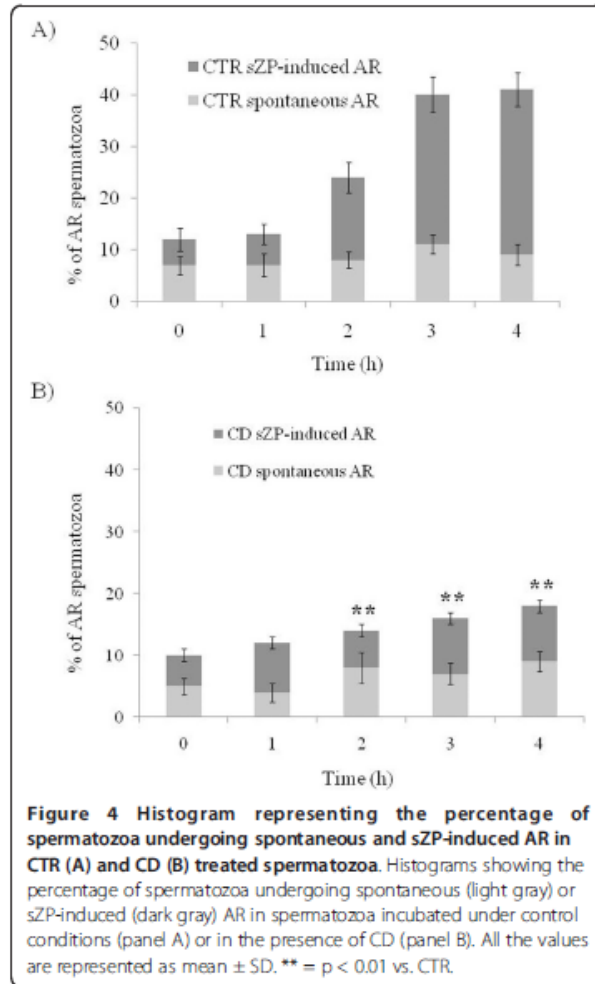 A)
50
40
30
20
10
0
% of AR spermatozoa
CTR sZP-induced AR
CTR spontaneous AR
0 1 2 3 4
Time (h)
B)
50
40
30
20
10
0
% of AR spermatozoa
CD sZP-induced AR
CD spontaneous AR
** ** **
0 1 2 3 4
Time (h)
Figure 4 Histogram representing the percentage of
spermatozoa undergoing spontaneous and sZP-induced AR in
CTR (A) and CD (B) treated spermatozoa. Histograms showing the
percentage of spermatozoa undergoing spontaneous (light gray) or
sZP-induced (dark gray) AR in spermatozoa incubated under control
conditions (panel A) or in the presence of CD (panel B). All the values
are represented as mean ± SD. ** = p < 0.01 vs. CTR.